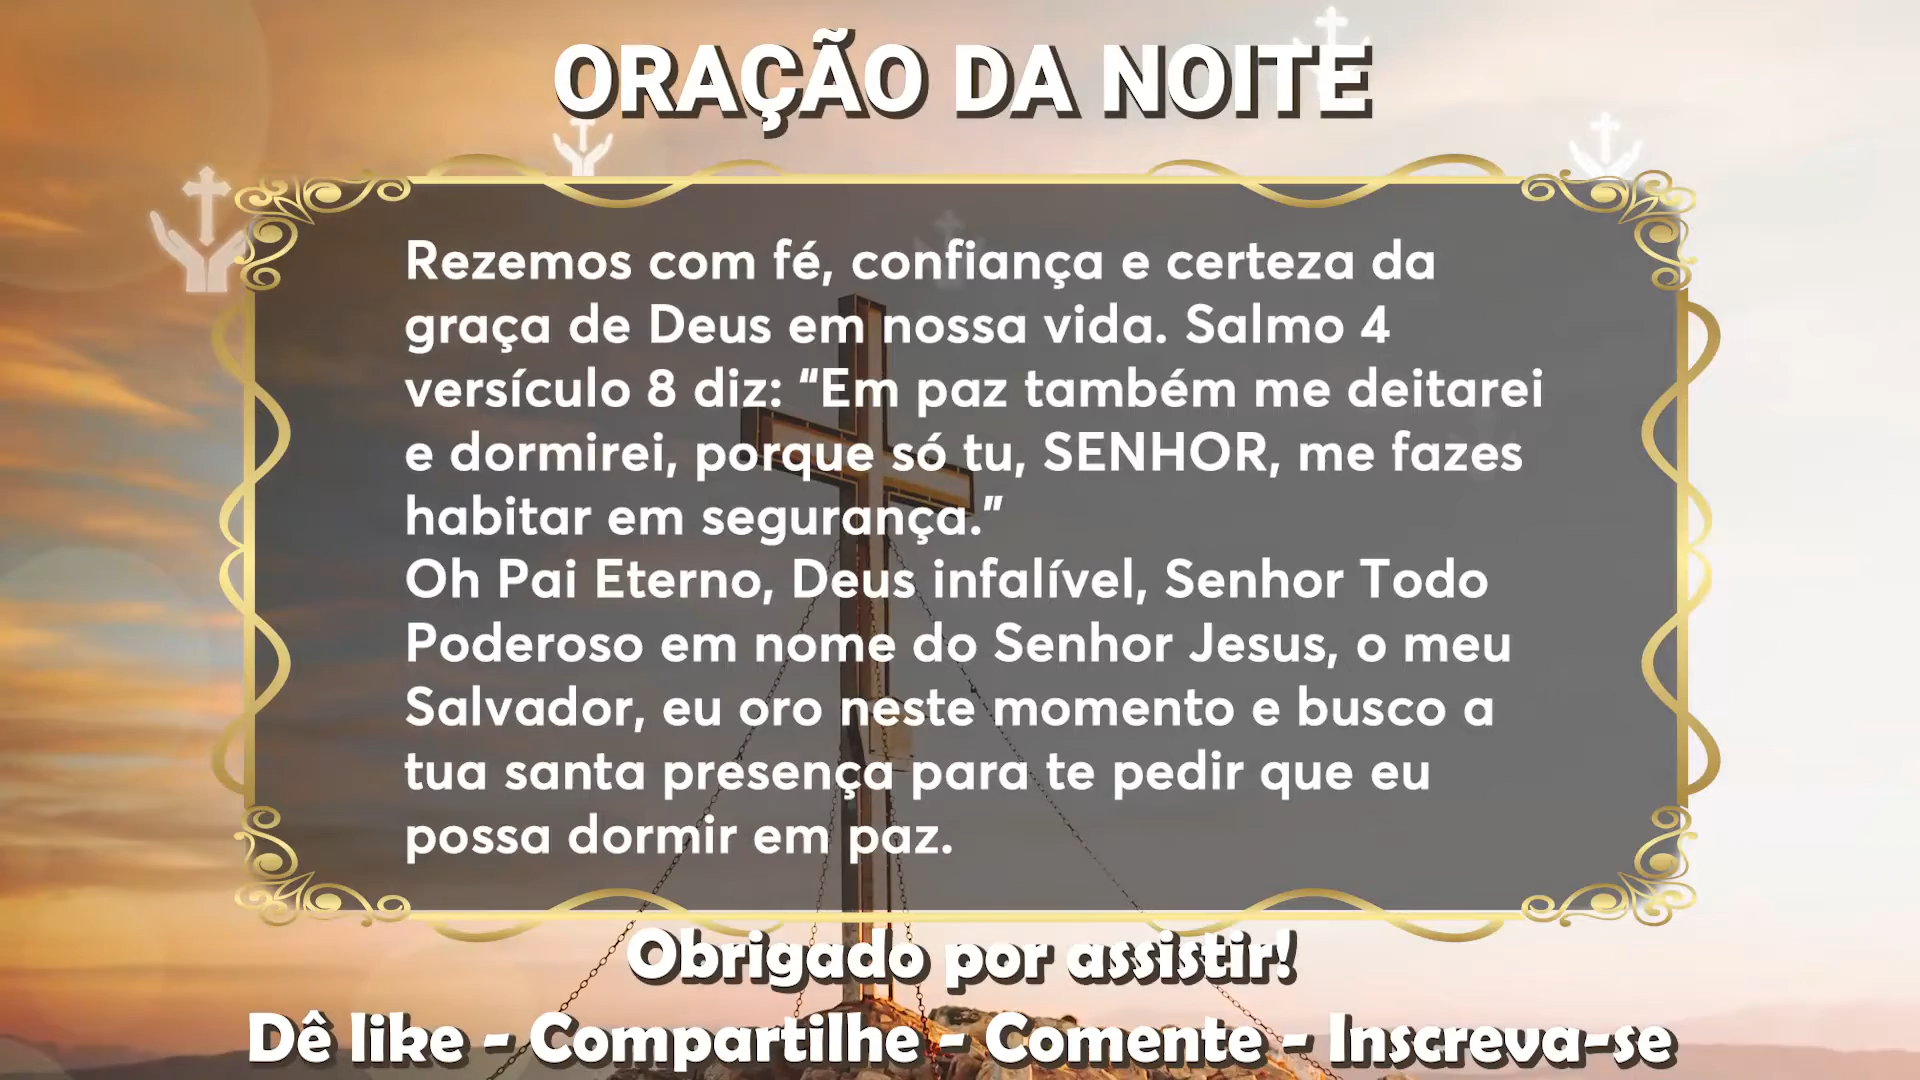 ORAÇÃO DA NOITE
Rezemos com fé, confiança e certeza da
graça de Deus em nossa vida. Salmo 4
versículo 8 diz: "Em paz também me deitarei
e dormirei, porque só tu, SENHOR, me fazes
habitar em segurança."
Oh Pai Eterno, Deus infalível, Senhor Todo
Poderoso em nome do Senhor Jesus, o meu
Salvador, eu oro neste momento e busco a
tua santa presença para te pedir que eu
possa dormir em paz.
Obrigado por assistir!
Dê like - Compartilhe - Comente - Inscreva-se